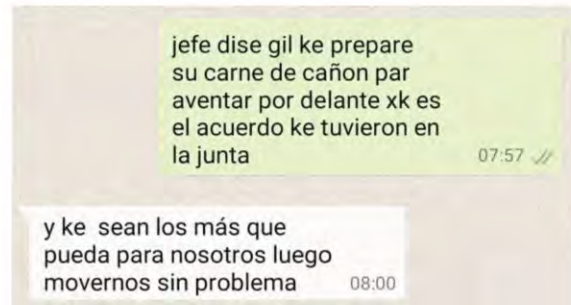 jefe dise gil ke prepare
su carne de cañon par
aventar por delante xk es
el acuerdo ke tuvieron en
la junta 07:57
y ke sean los más que
pueda para nosotros luego
movernos sin problema 08:00